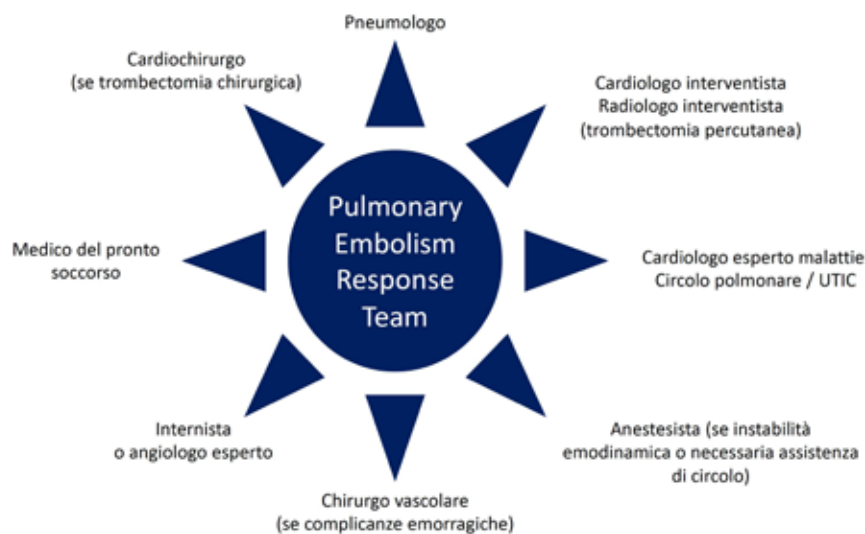 Pneumologo
Cardiochirurgo
(se trombectomia chirurgica)
Cardiologo interventista
Radiologo interventista
(trombectomia percutanea)
Pulmonary
Embolism
Response
Team
Medico del pronto
soccorso
Cardiologo esperto malattie
Circolo polmonare / UTIC
Internista
o angiologo esperto
Anestesista (se instabilità
emodinamica o necessaria assistenza
di circolo)
Chirurgo vascolare
(se complicanze emorragiche)